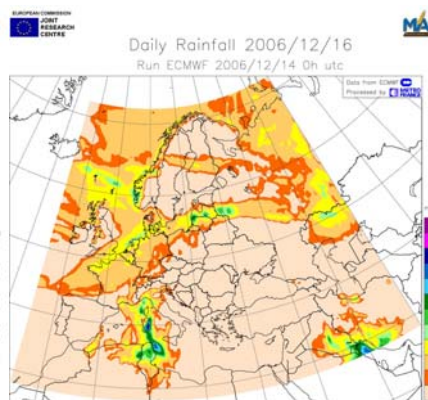 EUROPEAN COMMISSION
JOINT
RESEARCH
CENTRE
Daily Rainfall 2006/12/16
Run ECMWF 2006/12/14 0h utc
Data from ECMWF
Processed by